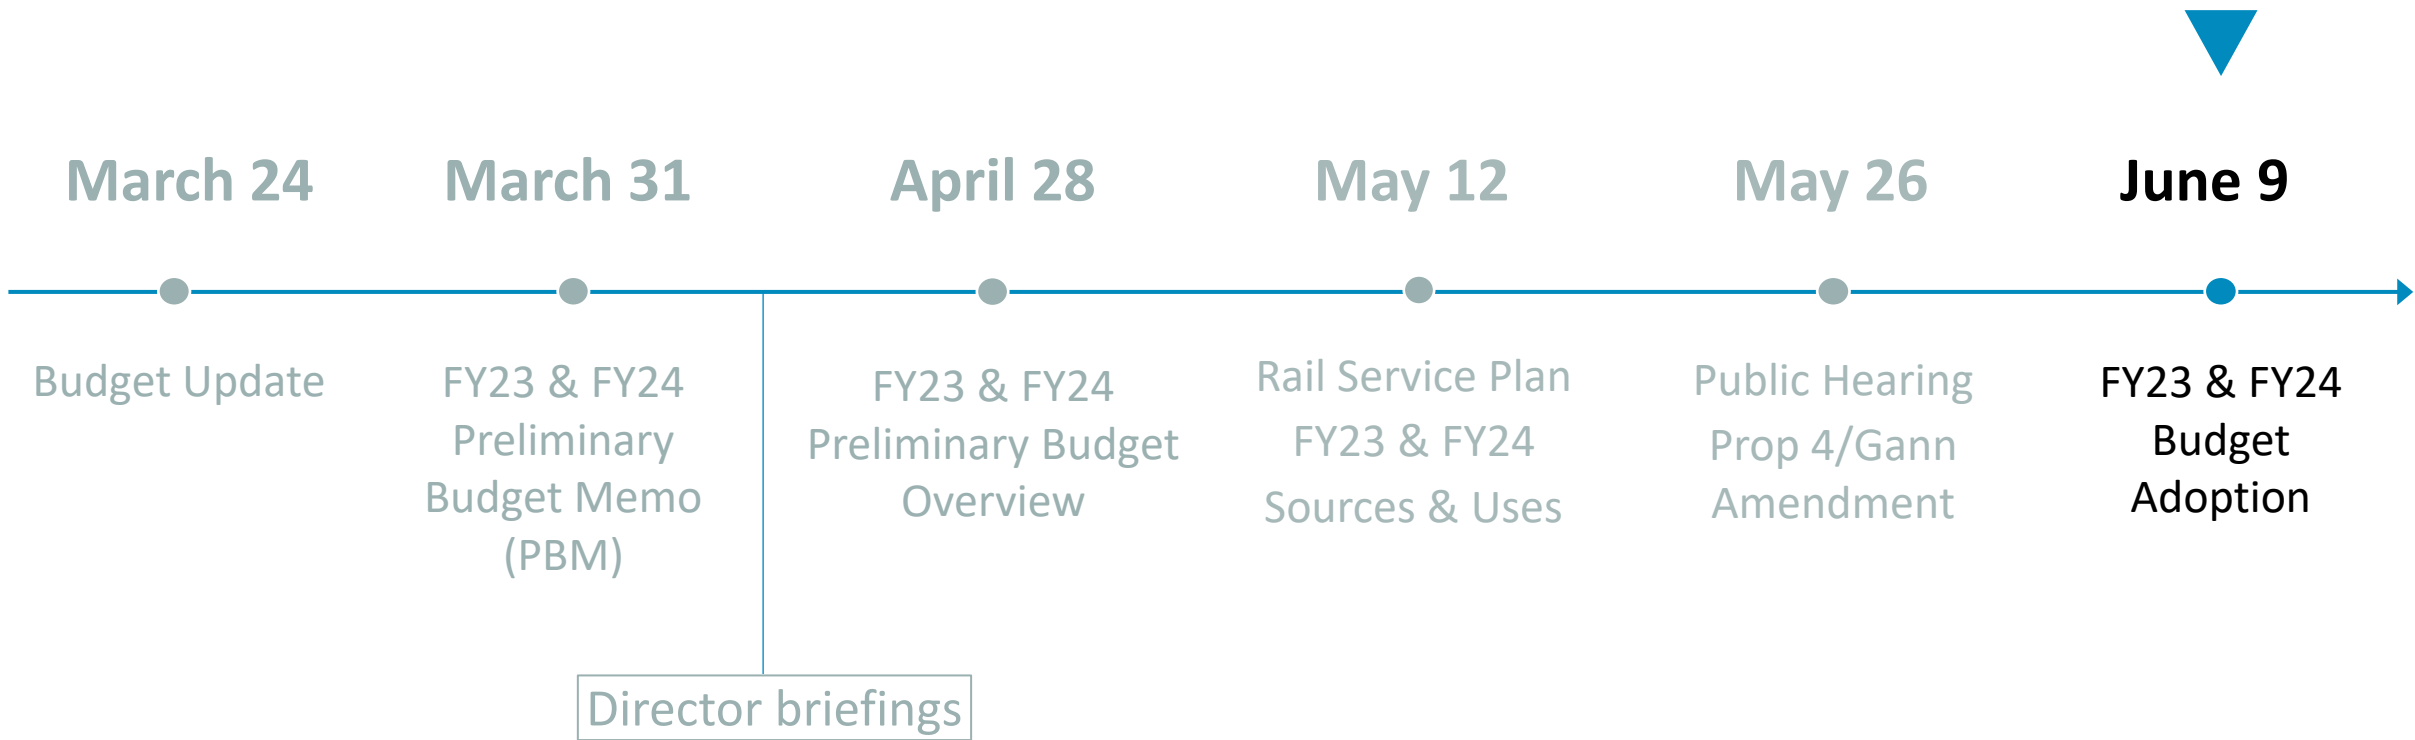 March 24
March 31
April 28
May 12
May 26
June 9
Budget Update
FY23 & FY24
Preliminary
Budget Memo
(PBM)
Director briefings
FY23 & FY24
Preliminary Budget
Overview
Rail Service Plan
FY23 & FY24
Sources & Uses
Public Hearing
Prop 4/Gann
Amendment
FY23 & FY24
Budget
Adoption